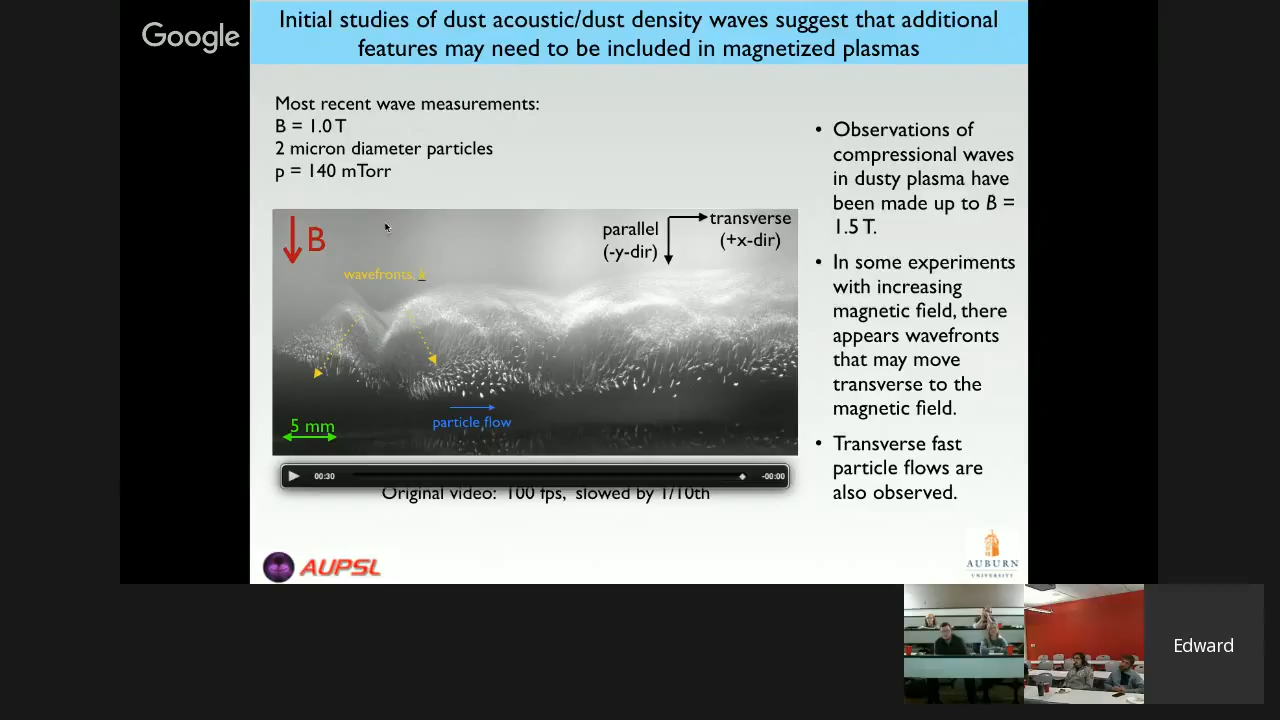 Google
Initial studies of dust acoustic/dust density waves suggest that additional
features may need to be included in magnetized plasmas
Most recent wave measurements:
B = 1.0 T
2 micron diameter particles
p = 140 mTorr
B
parallel
(-y-dir)
transverse
(+x-dir)
wavefronts, k
5 mm
particle flow
00:30
-00:00
Original video: 100 fps, slowed by 1/10th
• Observations of
compressional waves
in dusty plasma have
been made up to B =
1.5 T.
• In some experiments
with increasing
magnetic field, there
appears wavefronts
that may move
transverse to the
magnetic field.
• Transverse fast
particle flows are
also observed.
AUPSL
AUBURN
UNIVERSITY
Edward